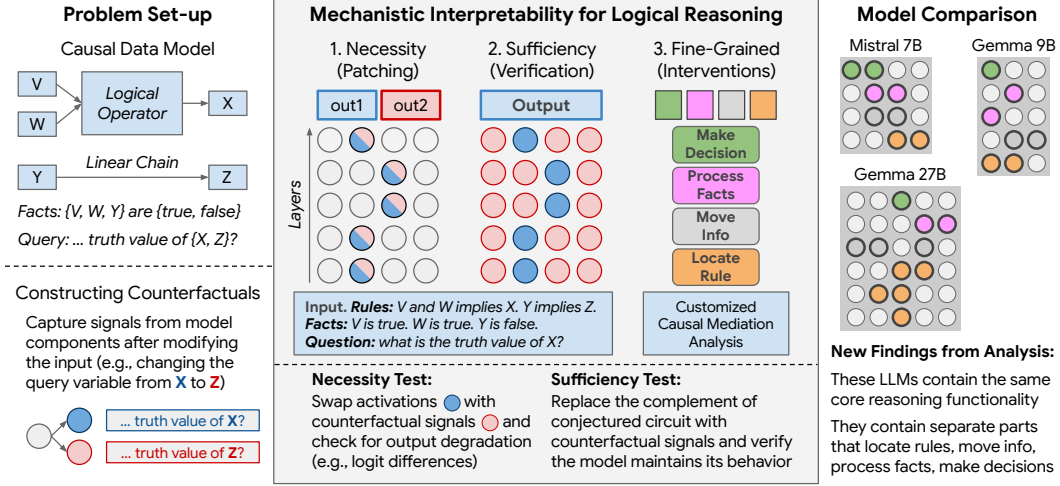 Problem Set-up
Causal Data Model
V
W
Logical
Operator
X
Y
Linear Chain
Z
Facts: {V, W, Y} are {true, false}
Query: ... truth value of {X, Z}?
Constructing Counterfactuals
Capture signals from model
components after modifying
the input (e.g., changing the
query variable from X to Z)
... truth value of X?
... truth value of Z?
Mechanistic Interpretability for Logical Reasoning
1. Necessity
(Patching)
out1
out2
Layers
2. Sufficiency
(Verification)
Output
3. Fine-Grained
(Interventions)
Make
Decision
Process
Facts
Move
Info
Locate
Rule
Input. Rules: V and W implies X. Y implies Z.
Facts: V is true. W is true. Y is false.
Question: what is the truth value of X?
Customized
Causal Mediation
Analysis
Necessity Test:
Swap activations with
counterfactual signals and
check for output degradation
(e.g., logit differences)
Sufficiency Test:
Replace the complement of
conjectured circuit with
counterfactual signals and verify
the model maintains its behavior
Model Comparison
Mistral 7B
Gemma 9B
Gemma 27B
New Findings from Analysis:
These LLMs contain the same
core reasoning functionality
They contain separate parts
that locate rules, move info,
process facts, make decisions